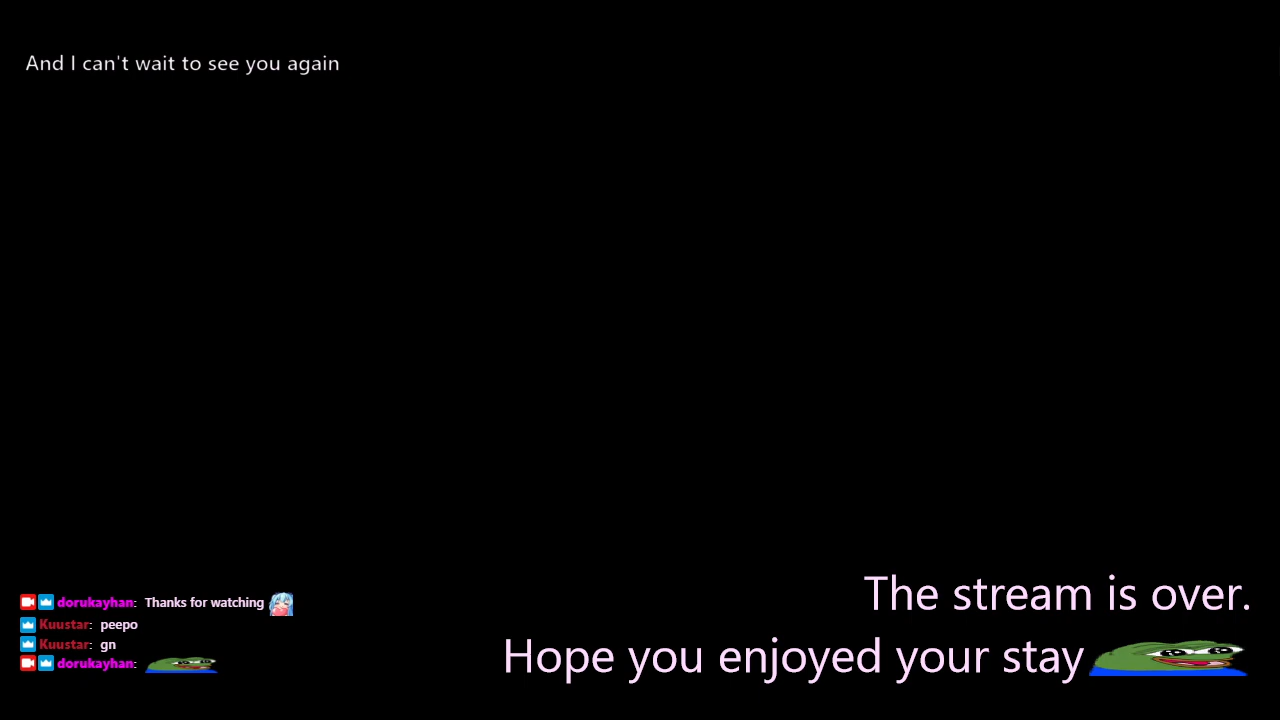 And I can't wait to see you again
The stream is over.
Hope you enjoyed your stay
dorukayhan: Thanks for watching
Kuustar: peepo
Kuustar: gn
dorukayhan: